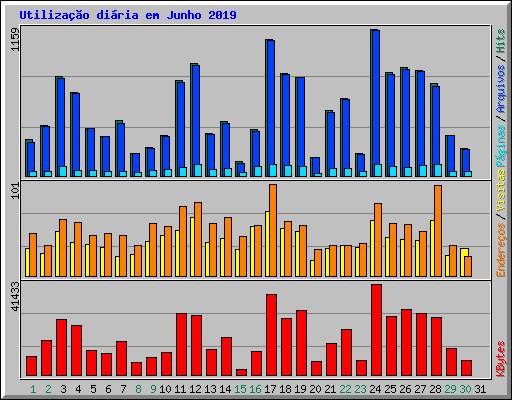 Utilização diária em Junho 2019
1159
101
41433
Endereços / Visitas Páginas / Arquivos / Hits
KBytes
1 2 3 4 5 6 7 8 9 10 11 12 13 14 15 16 17 18 19 20 21 22 23 24 25 26 27 28 29 30 31